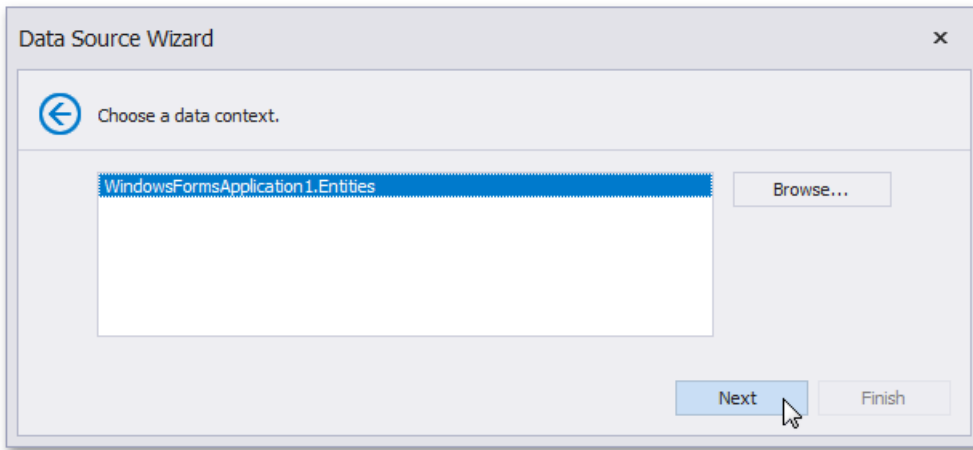 Data Source Wizard
Choose a data context.
WindowsFormsApplication1.Entities
Browse...
Next
Finish